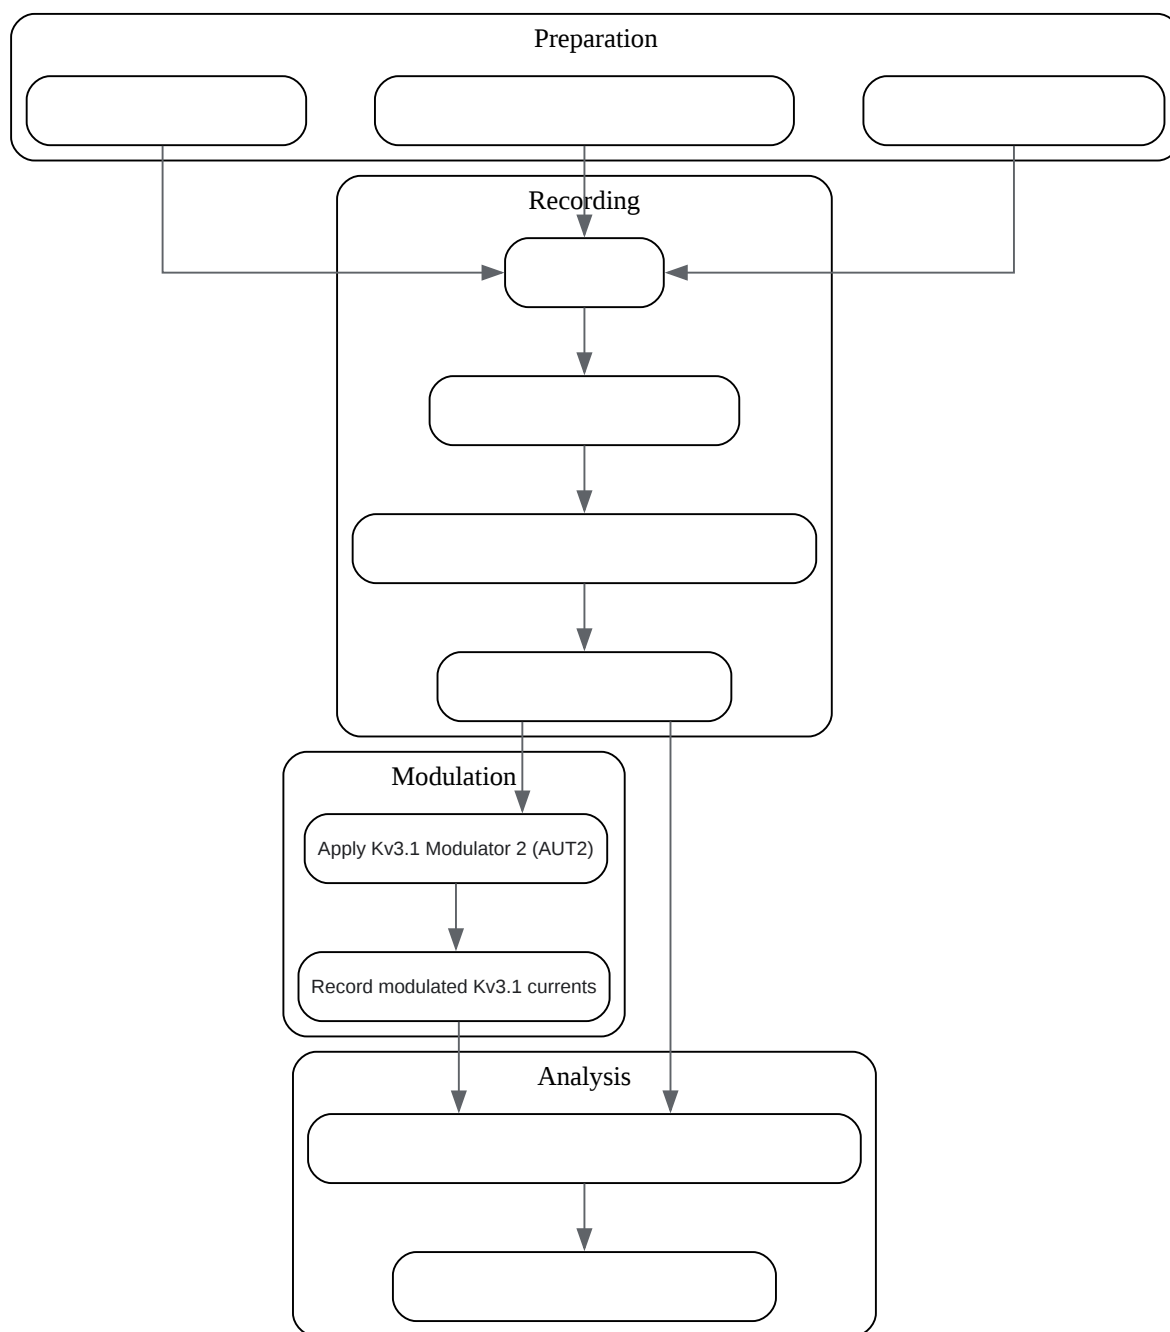 Preparation
Recording
Modulation
Apply Kv3.1 Modulator 2 (AUT2)
Record modulated Kv3.1 currents
Analysis